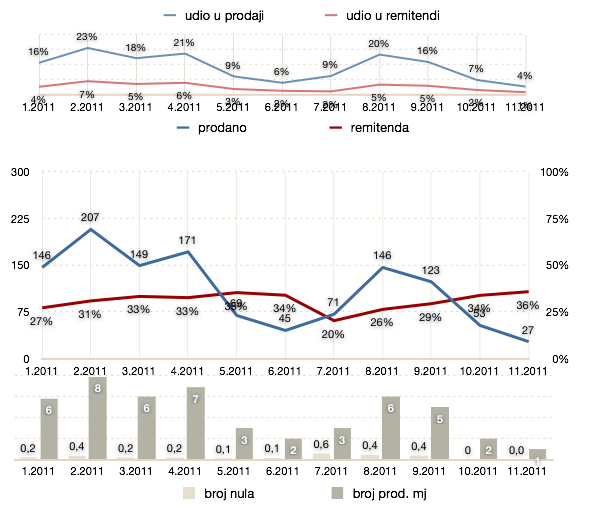 udio u prodaji udio u remitendi
23%
16% 18% 21% 20% 16%
9% 6% 9% 7% 4%
4% 7% 5% 6% 5% 5%
1.2011 2.2011 3.2011 4.2011 5.2011 6.2011 7.2011 8.2011 9.2011 10.2011 11.2011
prodano remitenda
300 100%
207
225 75%
146 149 171 146 123
150 50%
69 34% 71 34% 53 36%
75 25%
27% 31% 33% 33% 45 20% 26% 29% 27
0 0%
1.2011 2.2011 3.2011 4.2011 5.2011 6.2011 7.2011 8.2011 9.2011 10.2011 11.2011
6 8 6 7 3 2 3 6 5 2 1
0,2 0,4 0,2 0,2 0,1 0,1 0,6 0,4 0,4 0 0,0
1.2011 2.2011 3.2011 4.2011 5.2011 6.2011 7.2011 8.2011 9.2011 10.2011 11.2011
broj nula broj prod. mj